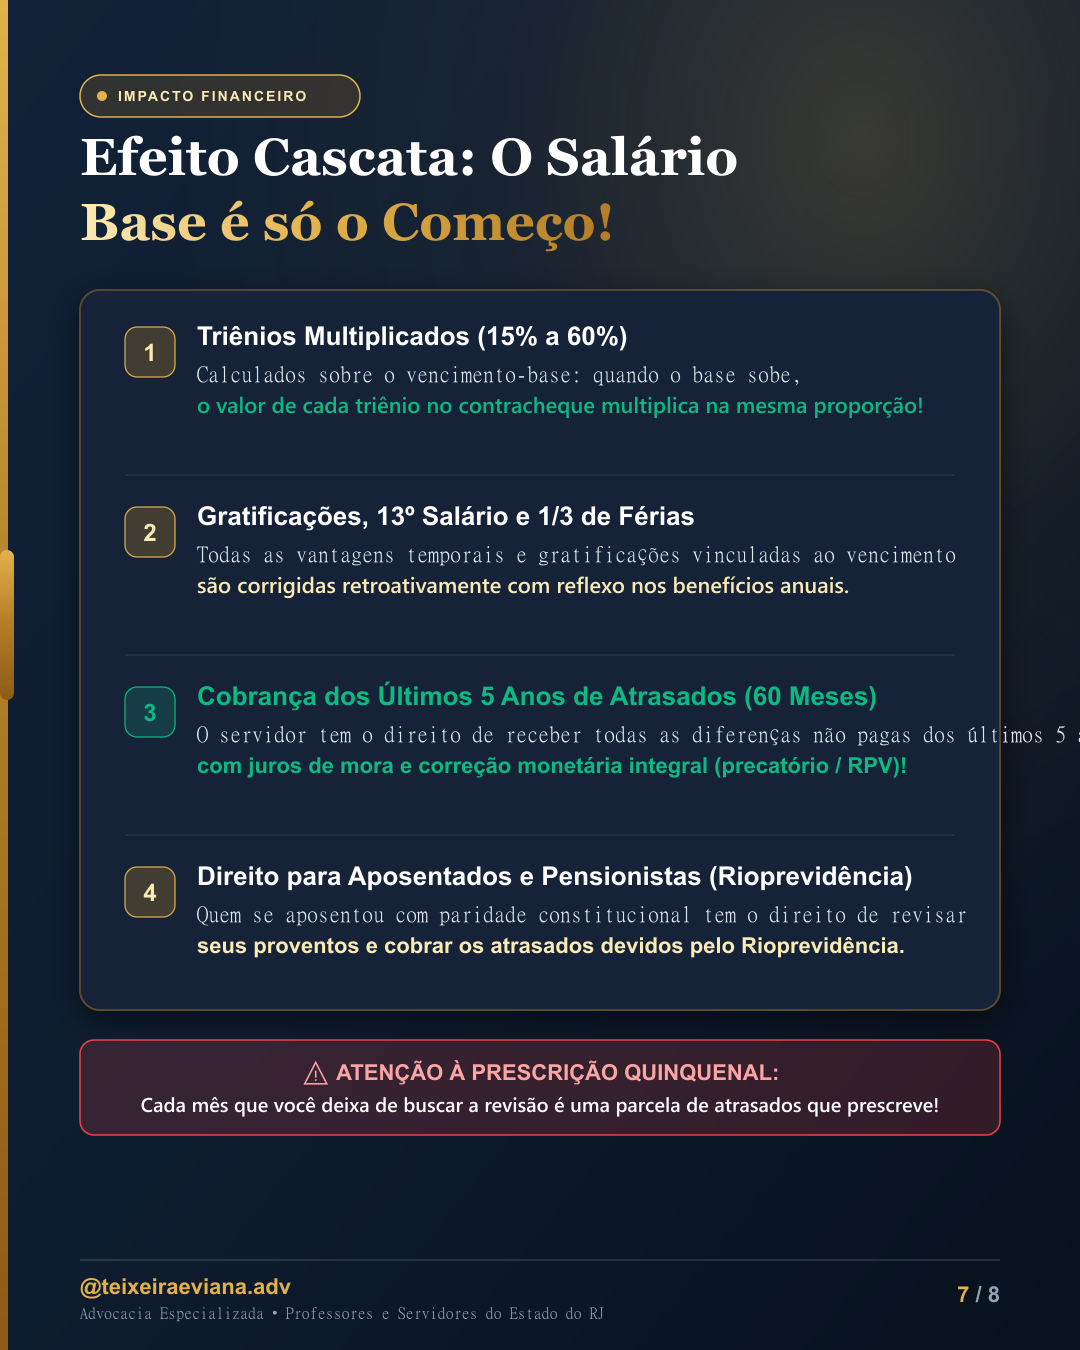 IMPACTO FINANCEIRO
Efeito Cascata: O Salário
Base é só o Começo!
1
Triênios Multiplicados (15% a 60%)
Calculados sobre o vencimento-base: quando o base sobe,
o valor de cada triênio no contracheque multiplica na mesma proporção!
2
Gratificações, 13º Salário e 1/3 de Férias
Todas as vantagens temporais e gratificações vinculadas ao vencimento
são corrigidas retroativamente com reflexo nos benefícios anuais.
3
Cobrança dos Últimos 5 Anos de Atrasados (60 Meses)
O servidor tem o direito de receber todas as diferenças não pagas dos últimos 5
com juros de mora e correção monetária integral (precatório / RPV)!
4
Direito para Aposentados e Pensionistas (Rioprevidência)
Quem se aposentou com paridade constitucional tem o direito de revisar
seus proventos e cobrar os atrasados devidos pelo Rioprevidência.
⚠ ATENÇÃO À PRESCRIÇÃO QUINQUENAL:
Cada mês que você deixa de buscar a revisão é uma parcela de atrasados que prescreve!
@teixeiraeviana.adv
Advocacia Especializada • Professores e Servidores do Estado do RJ
7 / 8